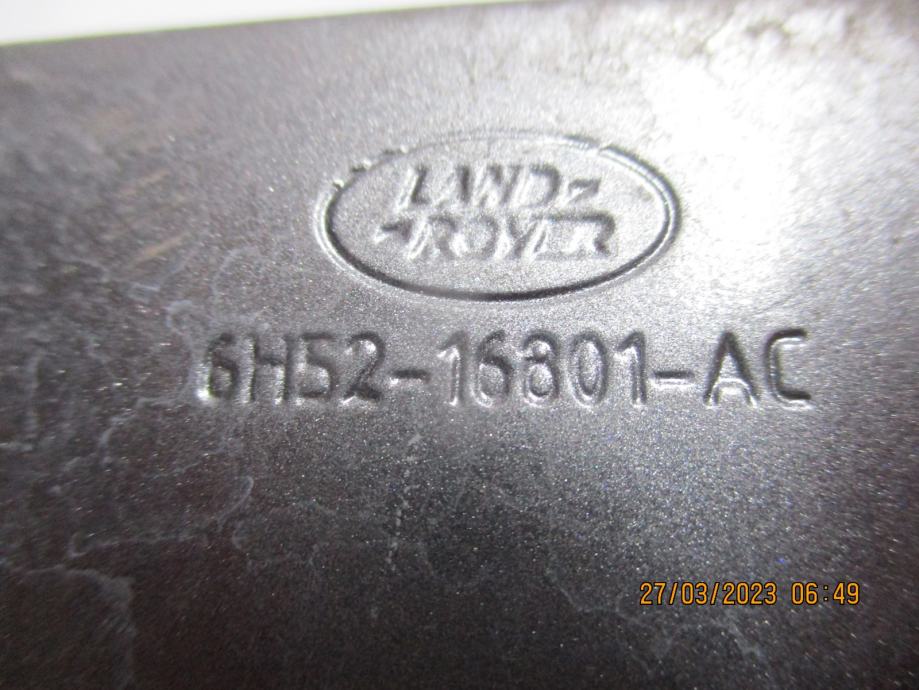 LAND
ROVER
6H52-16801-AC
27/03/2023 06:49